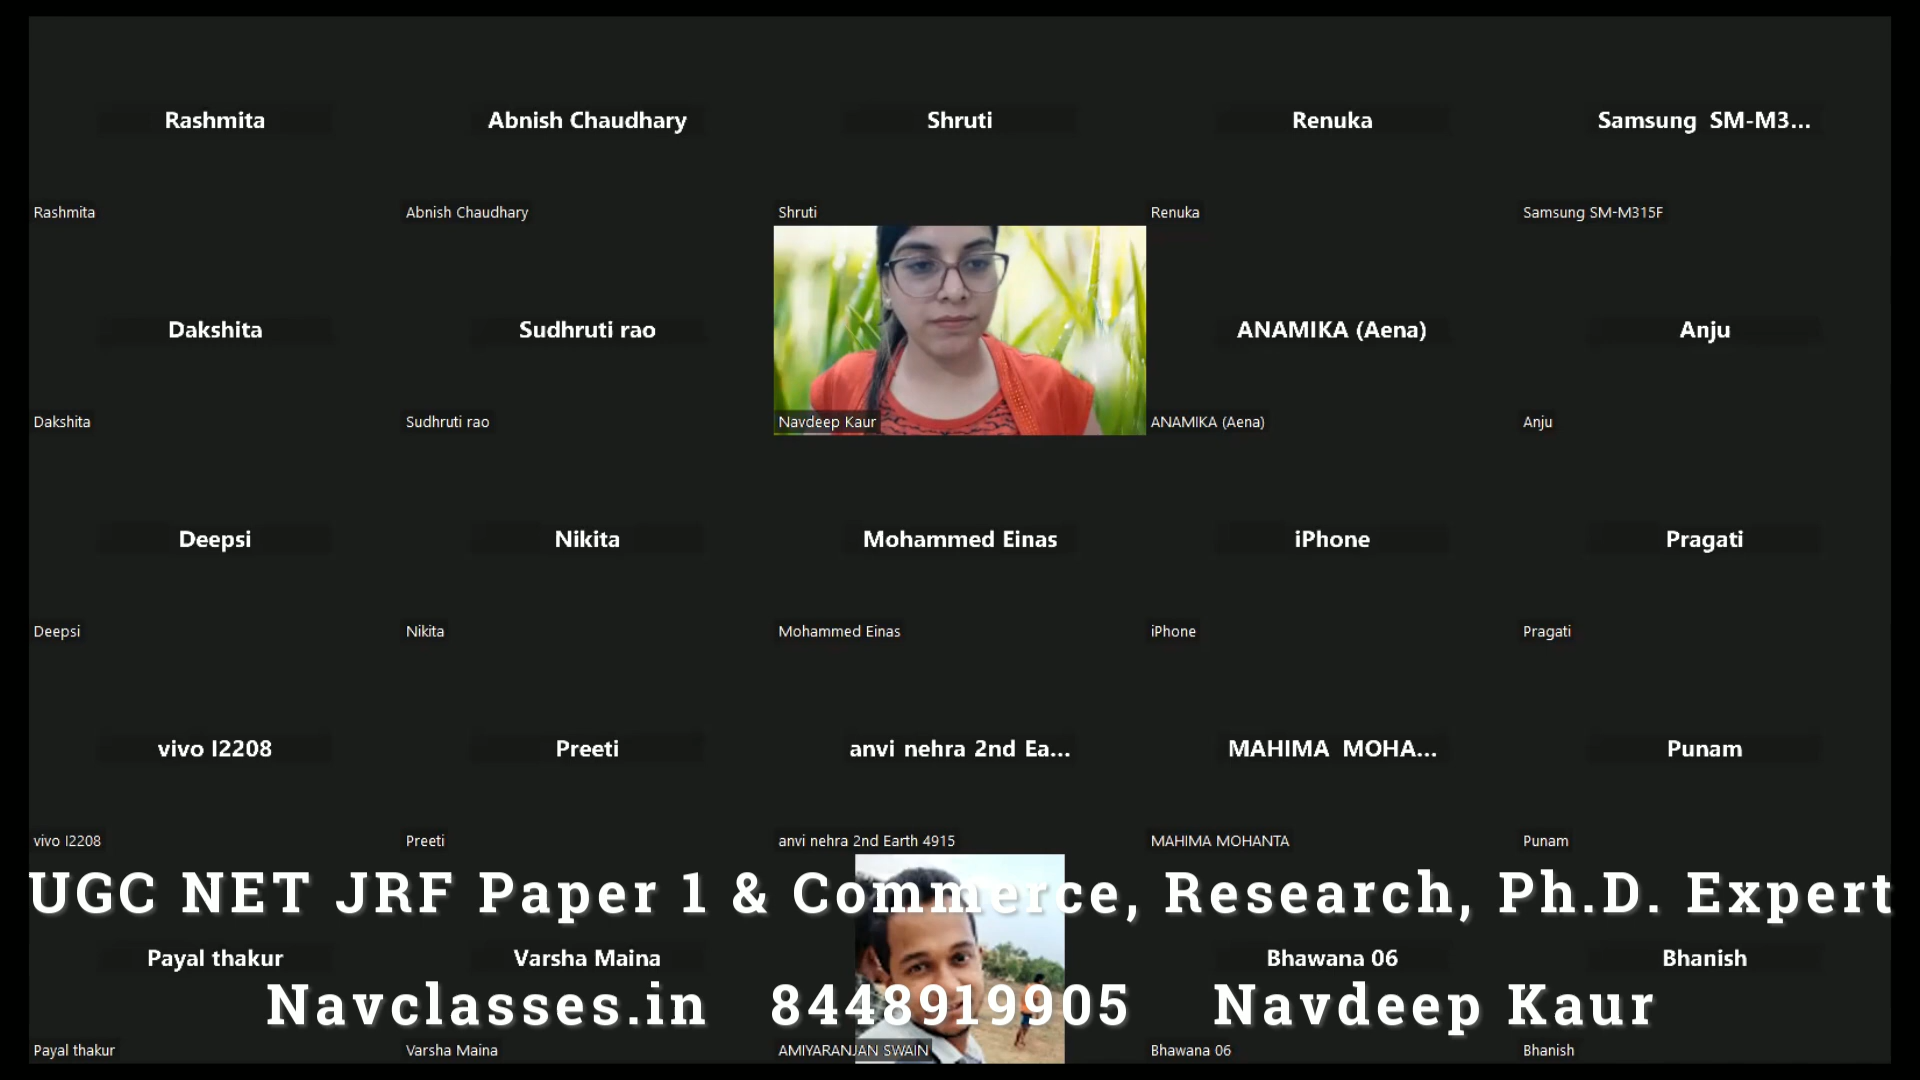 Rashmita Abnish Chaudhary Shruti Renuka Samsung SM-M3...
Rashmita Abnish Chaudhary Shruti Renuka Samsung SM-M315F
Dakshita Sudhruti rao ANAMIKA (Aena) Anju
Dakshita Sudhruti rao Navdeep Kaur ANAMIKA (Aena) Anju
Deepsi Nikita Mohammed Einas iPhone Pragati
Deepsi Nikita Mohammed Einas iPhone Pragati
vivo I2208 Preeti anvi nehra 2nd Ea... MAHIMA MOHA... Punam
vivo I2208 Preeti anvi nehra 2nd Earth 4915 MAHIMA MOHANTA Punam
UGC NET JRF Paper 1 & Commerce, Research, Ph.D. Expert
Payal thakur Varsha Maina Bhawana 06 Bhanish
Navclasses.in 8448919905 Navdeep Kaur
Payal thakur Varsha Maina AMIYARANJAN SWAIN Bhawana 06 Bhanish